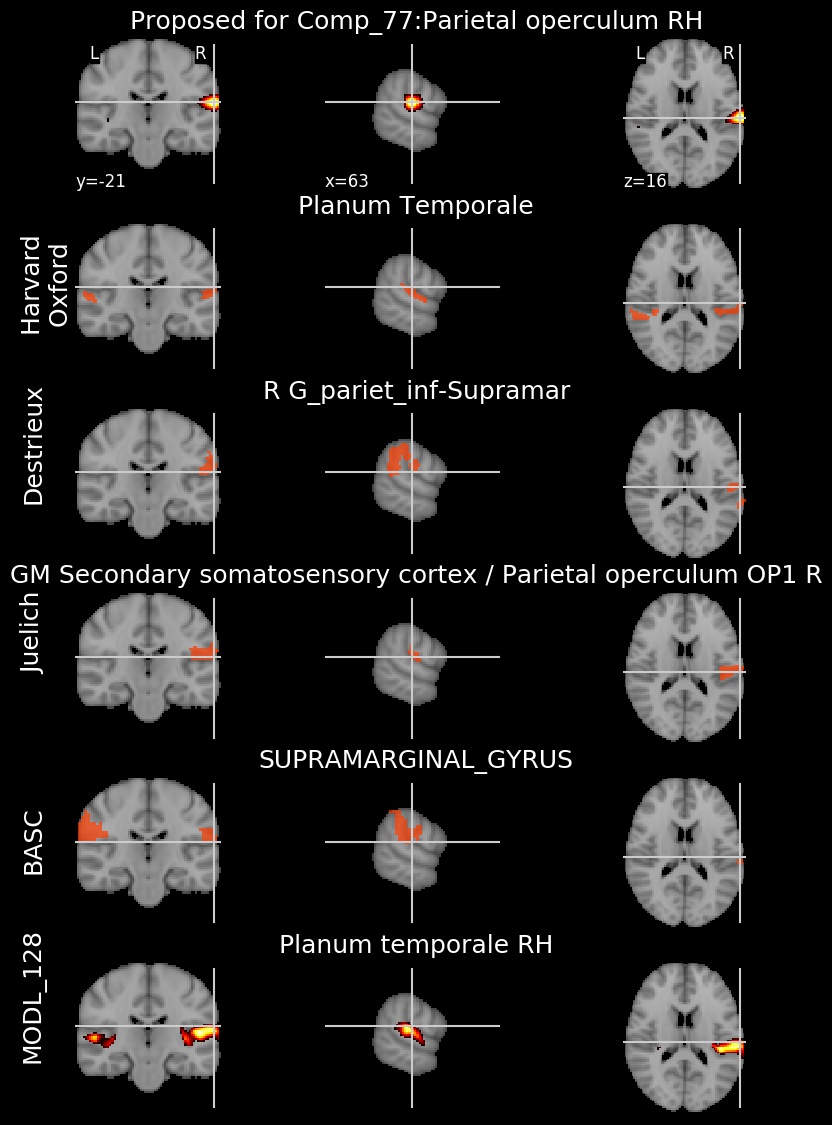 Proposed for Comp_77:Parietal operculum RH
L R L R
y=-21 x=63 z=16
Planum Temporale
Harvard
Oxford
R G_pariet_inf-Supramar
Destrieux
GM Secondary somatosensory cortex / Parietal operculum OP1 R
Juelich
SUPRAMARGINAL_GYRUS
BASC
Planum temporale RH
MODL_128